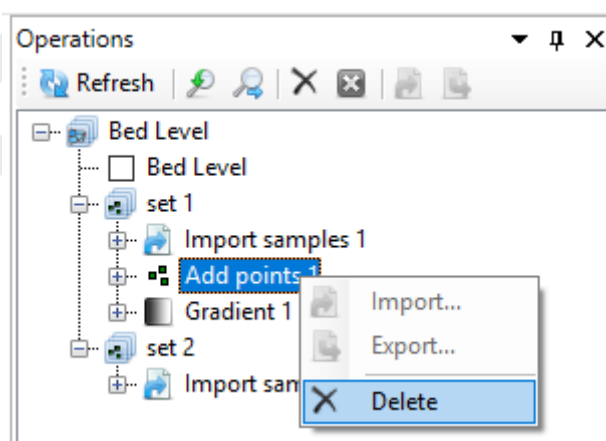 Operations
Refresh
Bed Level
Bed Level
set 1
Import samples 1
Add points 1
Gradient 1
Import...
set 2
Export...
Import sam
Delete